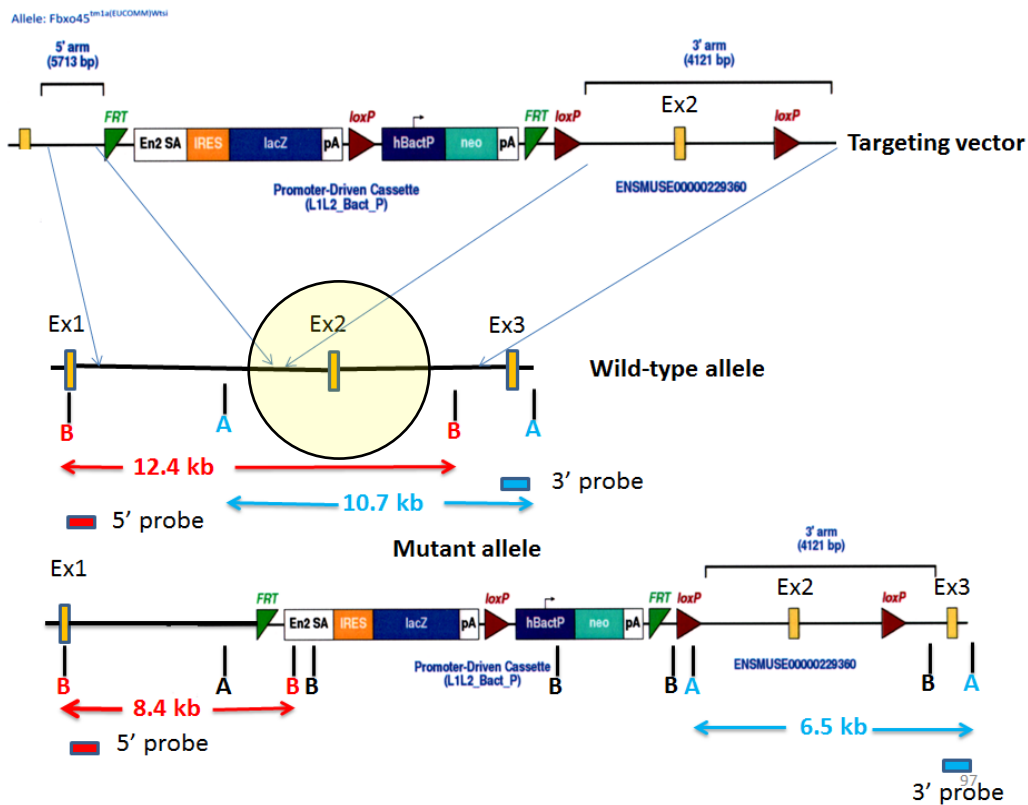 Allele: Fbxo45tm1a(EUCOMM)Wtsi
5' arm
(5713 bp)
3' arm
(4121 bp)
FRT
loxP
FRT
loxP
Ex2
loxP
En2 SA IRES lacZ pA hBactP neo pA
Targeting vector
Promoter-Driven Cassette
(L1L2_Bact_P)
ENSMUSE00000229360
Ex1
Ex2
Ex3
Wild-type allele
B
A
B
A
12.4 kb
10.7 kb
3' probe
5' probe
Mutant allele
3' arm
(4121 bp)
Ex1
FRT
loxP
FRT
loxP
Ex2
loxP
Ex3
En2 SA IRES lacZ pA hBactP neo pA
Promoter-Driven Cassette
(L1L2_Bact_P)
ENSMUSE00000229360
B
A
B
B
B
B
A
B
A
8.4 kb
6.5 kb
5' probe
97
3' probe